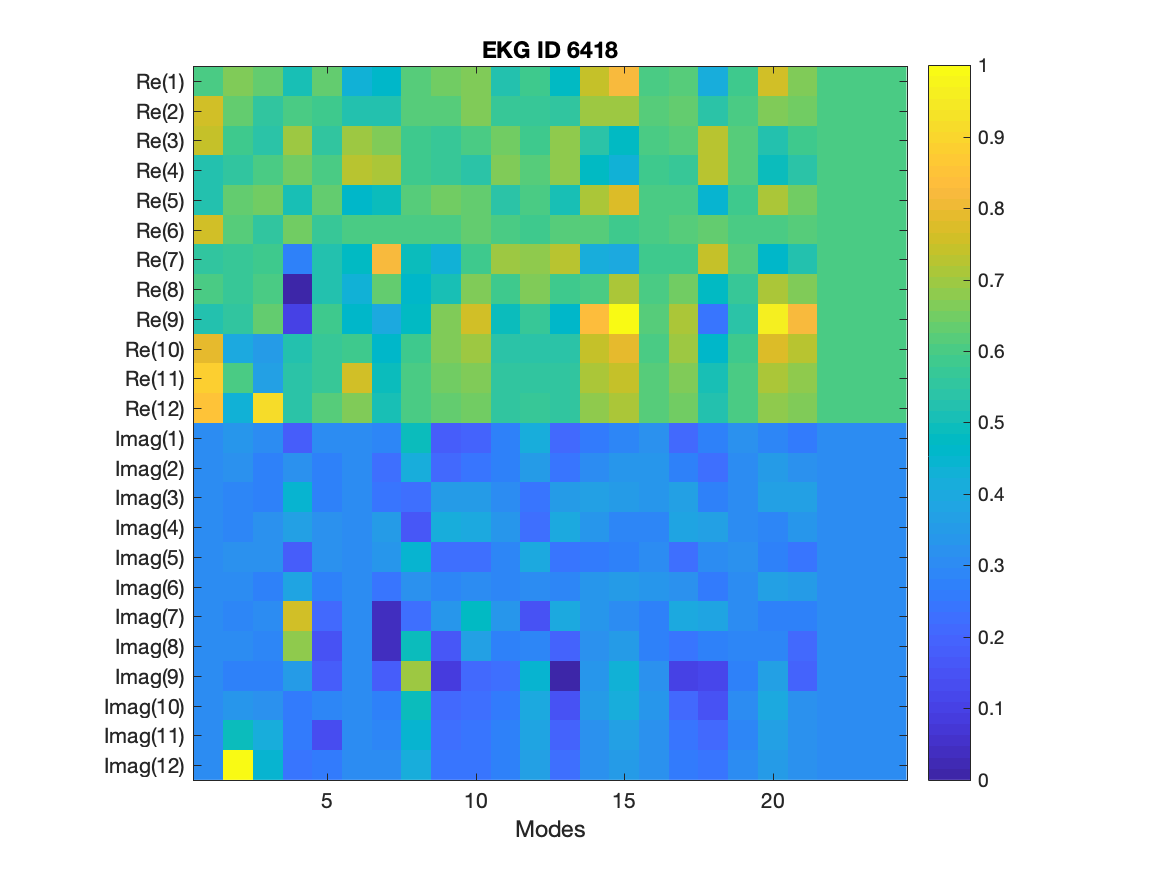 EKG ID 6418
Re(1)
Re(2)
Re(3)
Re(4)
Re(5)
Re(6)
Re(7)
Re(8)
Re(9)
Re(10)
Re(11)
Re(12)
Imag(1)
Imag(2)
Imag(3)
Imag(4)
Imag(5)
Imag(6)
Imag(7)
Imag(8)
Imag(9)
Imag(10)
Imag(11)
Imag(12)
5 10 15 20
Modes
1
0.9
0.8
0.7
0.6
0.5
0.4
0.3
0.2
0.1
0